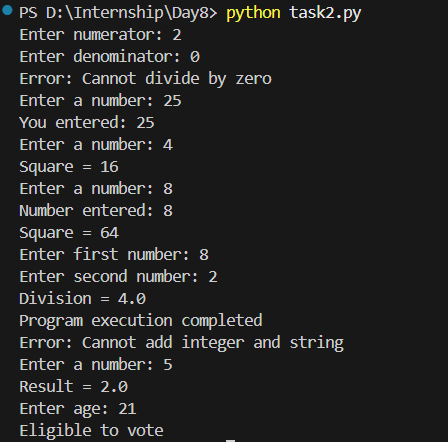 PS D:\Internship\Day8> python task2.py
Enter numerator: 2
Enter denominator: 0
Error: Cannot divide by zero
Enter a number: 25
You entered: 25
Enter a number: 4
Square = 16
Enter a number: 8
Number entered: 8
Square = 64
Enter first number: 8
Enter second number: 2
Division = 4.0
Program execution completed
Error: Cannot add integer and string
Enter a number: 5
Result = 2.0
Enter age: 21
Eligible to vote